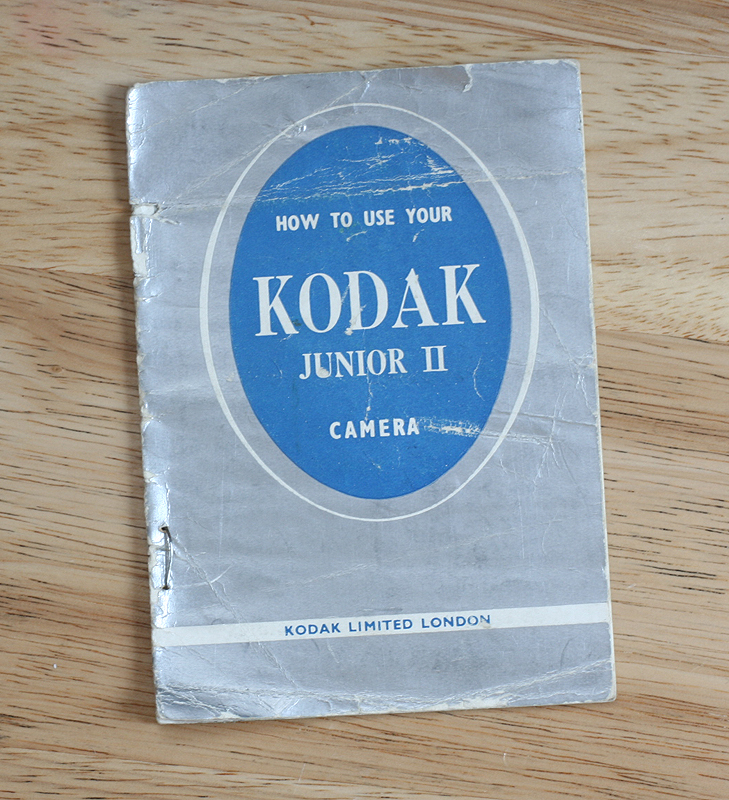 HOW TO USE YOUR
KODAK
JUNIOR II
CAMERA
KODAK LIMITED LONDON